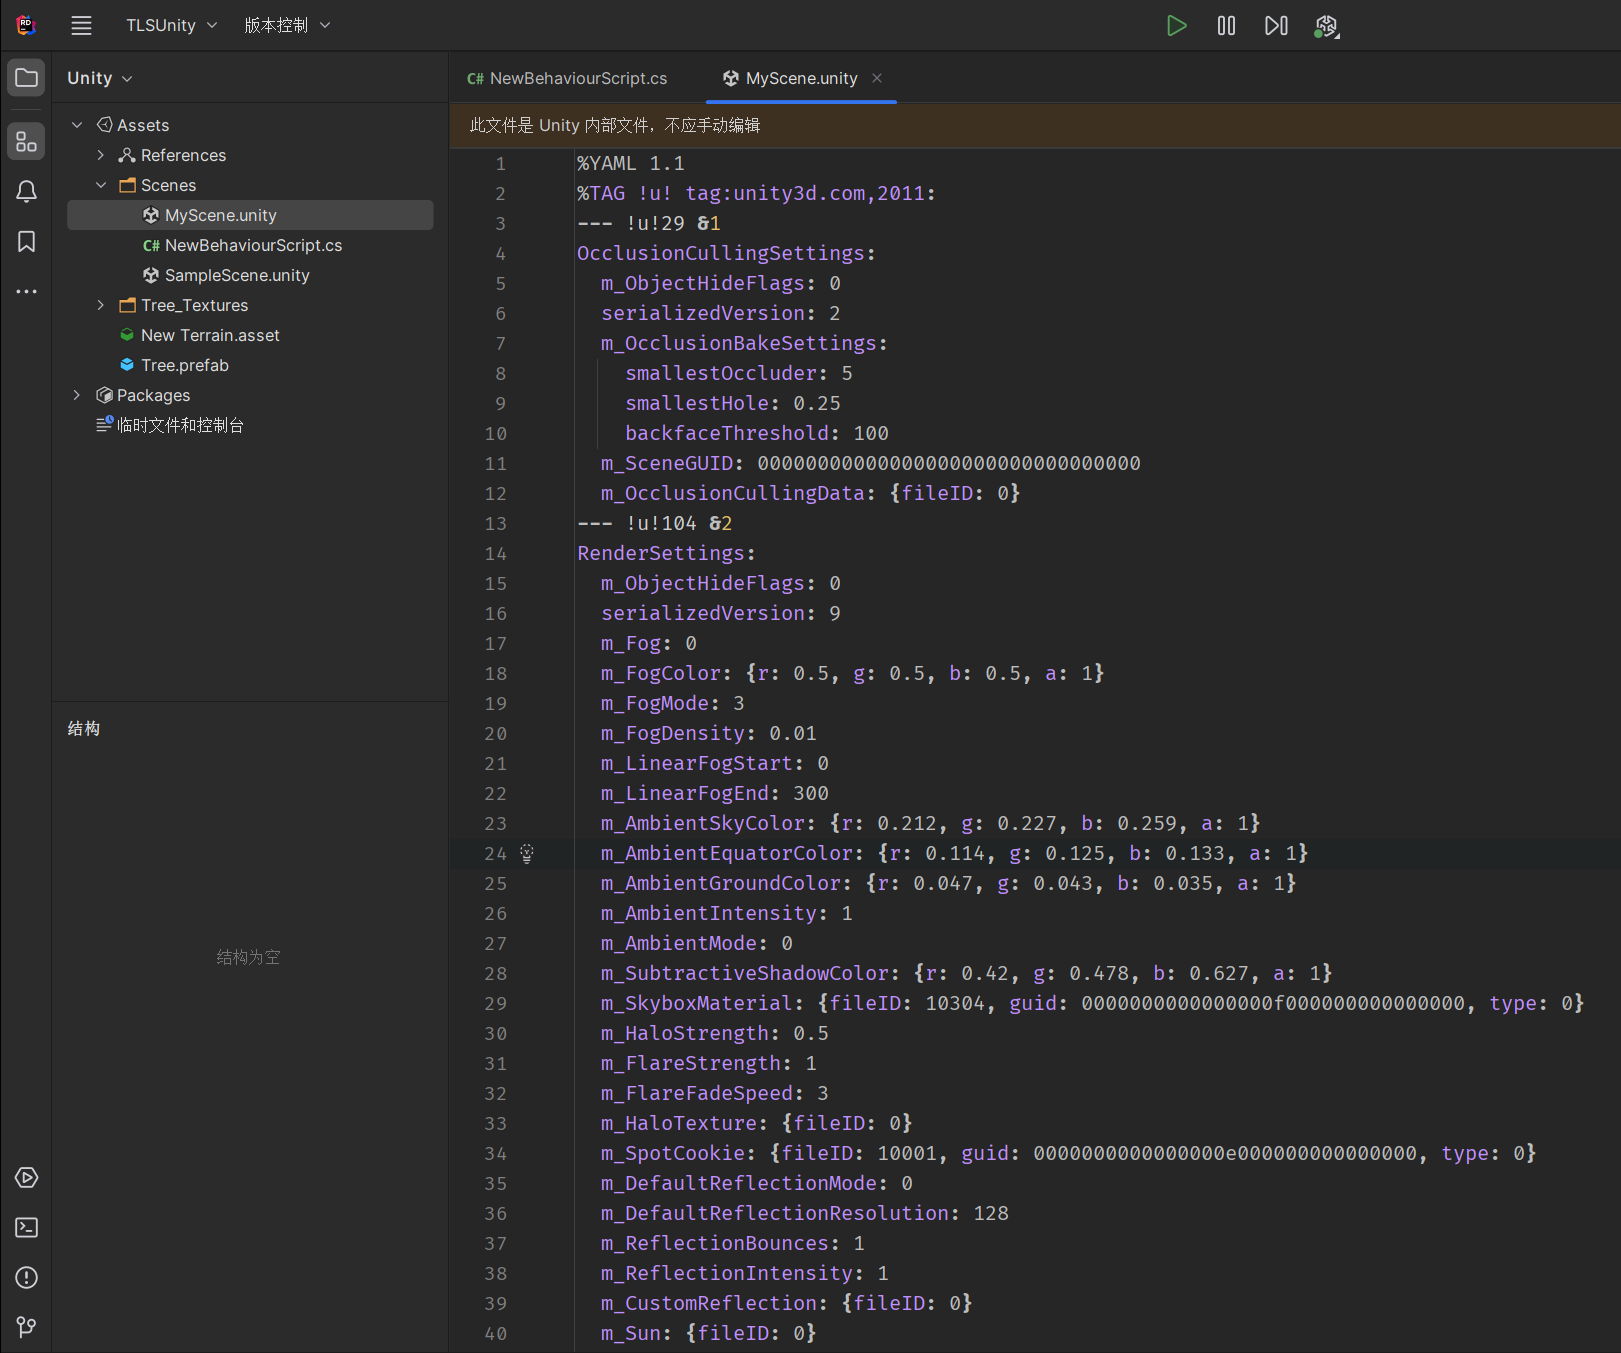 TLSUnity 版本控制
Unity
C# NewBehaviourScript.cs MyScene.unity
Assets
References
Scenes
MyScene.unity
C# NewBehaviourScript.cs
SampleScene.unity
Tree_Textures
New Terrain.asset
Tree.prefab
Packages
临时文件和控制台
结构
结构为空
此文件是 Unity 内部文件，不应手动编辑
1 %YAML 1.1
2 %TAG !u! tag:unity3d.com,2011:
3 --- !u!29 &1
4 OcclusionCullingSettings:
5 m_ObjectHideFlags: 0
6 serializedVersion: 2
7 m_OcclusionBakeSettings:
8 smallestOccluder: 5
9 smallestHole: 0.25
10 backfaceThreshold: 100
11 m_SceneGUID: 00000000000000000000000000000000
12 m_OcclusionCullingData: {fileID: 0}
13 --- !u!104 &2
14 RenderSettings:
15 m_ObjectHideFlags: 0
16 serializedVersion: 9
17 m_Fog: 0
18 m_FogColor: {r: 0.5, g: 0.5, b: 0.5, a: 1}
19 m_FogMode: 3
20 m_FogDensity: 0.01
21 m_LinearFogStart: 0
22 m_LinearFogEnd: 300
23 m_AmbientSkyColor: {r: 0.212, g: 0.227, b: 0.259, a: 1}
24 m_AmbientEquatorColor: {r: 0.114, g: 0.125, b: 0.133, a: 1}
25 m_AmbientGroundColor: {r: 0.047, g: 0.043, b: 0.035, a: 1}
26 m_AmbientIntensity: 1
27 m_AmbientMode: 0
28 m_SubtractiveShadowColor: {r: 0.42, g: 0.478, b: 0.627, a: 1}
29 m_SkyboxMaterial: {fileID: 10304, guid: 0000000000000000f000000000000000, type: 0}
30 m_HaloStrength: 0.5
31 m_FlareStrength: 1
32 m_FlareFadeSpeed: 3
33 m_HaloTexture: {fileID: 0}
34 m_SpotCookie: {fileID: 10001, guid: 0000000000000000e000000000000000, type: 0}
35 m_DefaultReflectionMode: 0
36 m_DefaultReflectionResolution: 128
37 m_ReflectionBounces: 1
38 m_ReflectionIntensity: 1
39 m_CustomReflection: {fileID: 0}
40 m_Sun: {fileID: 0}